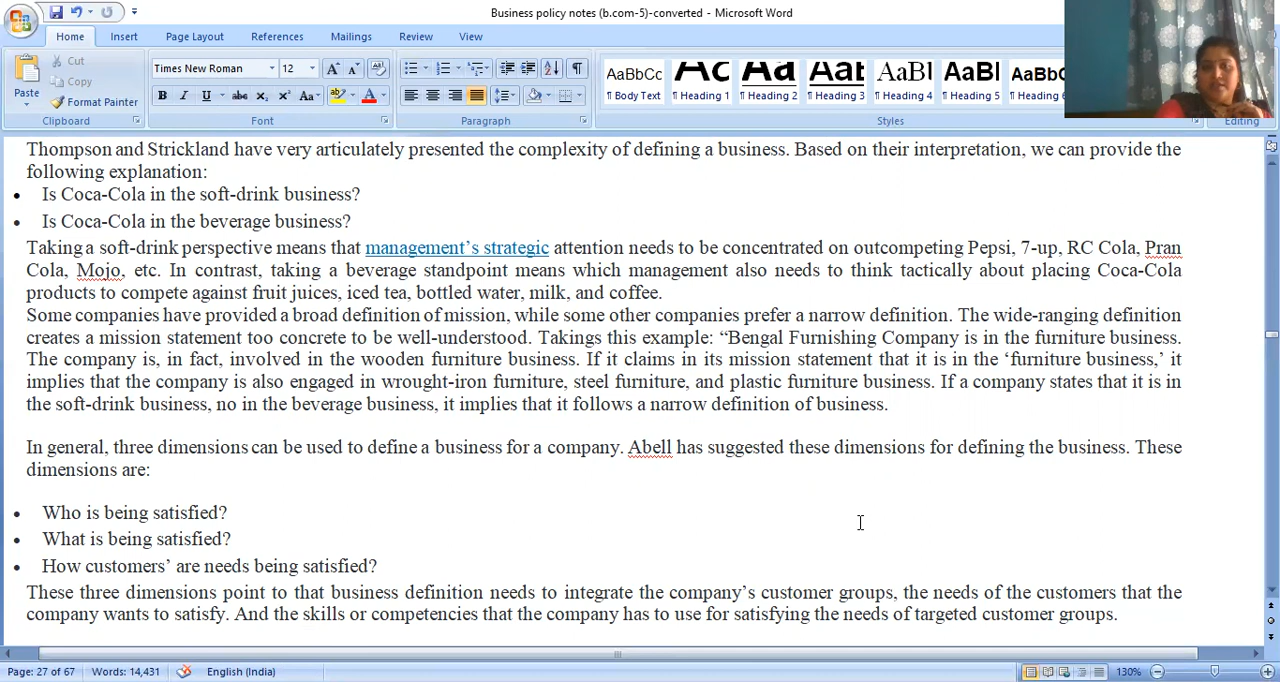 Business policy notes (b.com-5)-converted - Microsoft Word
Home Insert Page Layout References Mailings Review View
Cut
Copy
Paste
Format Painter
Times New Roman 12
AaBbCc AaBbCc AaBbCc
¶ Body Text ¶ Heading 1 ¶ Heading 2 ¶ Heading 3 ¶ Heading 4 ¶ Heading 5 ¶ Heading 6
Clipboard Font Paragraph Styles Editing
Thompson and Strickland have very articulately presented the complexity of defining a business. Based on their interpretation, we can provide the
following explanation:
• Is Coca-Cola in the soft-drink business?
• Is Coca-Cola in the beverage business?
Taking a soft-drink perspective means that management’s strategic attention needs to be concentrated on outcompeting Pepsi, 7-up, RC Cola, Pran
Cola, Mojo, etc. In contrast, taking a beverage standpoint means which management also needs to think tactically about placing Coca-Cola
products to compete against fruit juices, iced tea, bottled water, milk, and coffee.
Some companies have provided a broad definition of mission, while some other companies prefer a narrow definition. The wide-ranging definition
creates a mission statement too concrete to be well-understood. Takings this example: “Bengal Furnishing Company is in the furniture business.
The company is, in fact, involved in the wooden furniture business. If it claims in its mission statement that it is in the ‘furniture business,’ it
implies that the company is also engaged in wrought-iron furniture, steel furniture, and plastic furniture business. If a company states that it is in
the soft-drink business, no in the beverage business, it implies that it follows a narrow definition of business.
In general, three dimensions can be used to define a business for a company. Abell has suggested these dimensions for defining the business. These
dimensions are:
• Who is being satisfied?
• What is being satisfied?
• How customers’ are needs being satisfied?
These three dimensions point to that business definition needs to integrate the company’s customer groups, the needs of the customers that the
company wants to satisfy. And the skills or competencies that the company has to use for satisfying the needs of targeted customer groups.
Page: 27 of 67 Words: 14,431 English (India) 130%